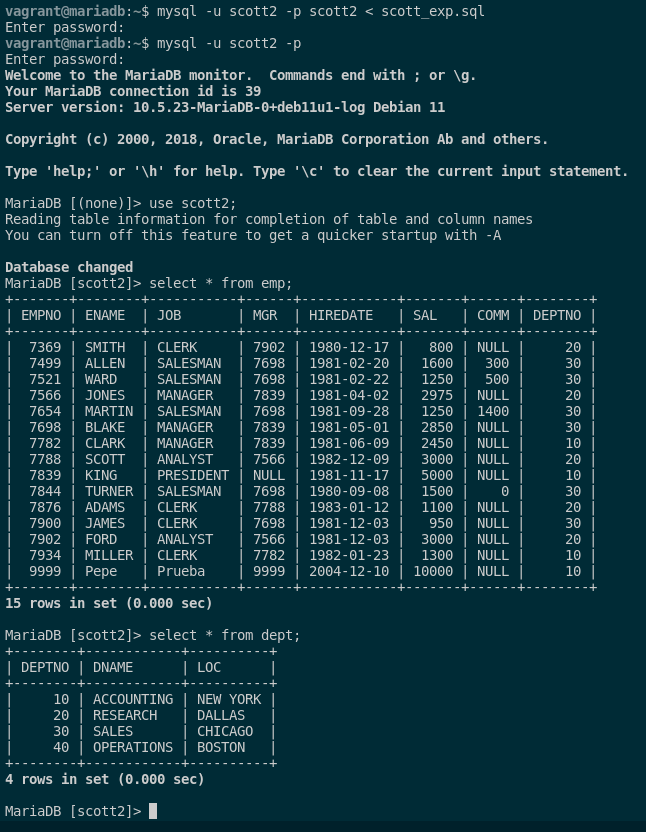 vagrant@mariadb:~$ mysql -u scott2 -p scott2 < scott_exp.sql
Enter password:
vagrant@mariadb:~$ mysql -u scott2 -p
Enter password:
Welcome to the MariaDB monitor.  Commands end with ; or \g.
Your MariaDB connection id is 39
Server version: 10.5.23-MariaDB-0+deb11u1-log Debian 11

Copyright (c) 2000, 2018, Oracle, MariaDB Corporation Ab and others.

Type 'help;' or '\h' for help. Type '\c' to clear the current input statement.

MariaDB [(none)]> use scott2;
Reading table information for completion of table and column names
You can turn off this feature to get a quicker startup with -A

Database changed
MariaDB [scott2]> select * from emp;
+-------+--------+-----------+------+------------+-------+------+--------+
| EMPNO | ENAME  | JOB       | MGR  | HIREDATE   | SAL   | COMM | DEPTNO |
+-------+--------+-----------+------+------------+-------+------+--------+
|  7369 | SMITH  | CLERK     | 7902 | 1980-12-17 |   800 | NULL |     20 |
|  7499 | ALLEN  | SALESMAN  | 7698 | 1981-02-20 |  1600 |  300 |     30 |
|  7521 | WARD   | SALESMAN  | 7698 | 1981-02-22 |  1250 |  500 |     30 |
|  7566 | JONES  | MANAGER   | 7839 | 1981-04-02 |  2975 | NULL |     20 |
|  7654 | MARTIN | SALESMAN  | 7698 | 1981-09-28 |  1250 | 1400 |     30 |
|  7698 | BLAKE  | MANAGER   | 7839 | 1981-05-01 |  2850 | NULL |     30 |
|  7782 | CLARK  | MANAGER   | 7839 | 1981-06-09 |  2450 | NULL |     10 |
|  7788 | SCOTT  | ANALYST   | 7566 | 1982-12-09 |  3000 | NULL |     20 |
|  7839 | KING   | PRESIDENT | NULL | 1981-11-17 |  5000 | NULL |     10 |
|  7844 | TURNER | SALESMAN  | 7698 | 1980-09-08 |  1500 |    0 |     30 |
|  7876 | ADAMS  | CLERK     | 7788 | 1983-01-12 |  1100 | NULL |     20 |
|  7900 | JAMES  | CLERK     | 7698 | 1981-12-03 |   950 | NULL |     30 |
|  7902 | FORD   | ANALYST   | 7566 | 1981-12-03 |  3000 | NULL |     20 |
|  7934 | MILLER | CLERK     | 7782 | 1982-01-23 |  1300 | NULL |     10 |
|  9999 | Pepe   | Prueba    | 9999 | 2004-12-10 | 10000 | NULL |     10 |
+-------+--------+-----------+------+------------+-------+------+--------+
15 rows in set (0.000 sec)

MariaDB [scott2]> select * from dept;
+--------+------------+----------+
| DEPTNO | DNAME      | LOC      |
+--------+------------+----------+
|     10 | ACCOUNTING | NEW YORK |
|     20 | RESEARCH   | DALLAS   |
|     30 | SALES      | CHICAGO  |
|     40 | OPERATIONS | BOSTON   |
+--------+------------+----------+
4 rows in set (0.000 sec)

MariaDB [scott2]>